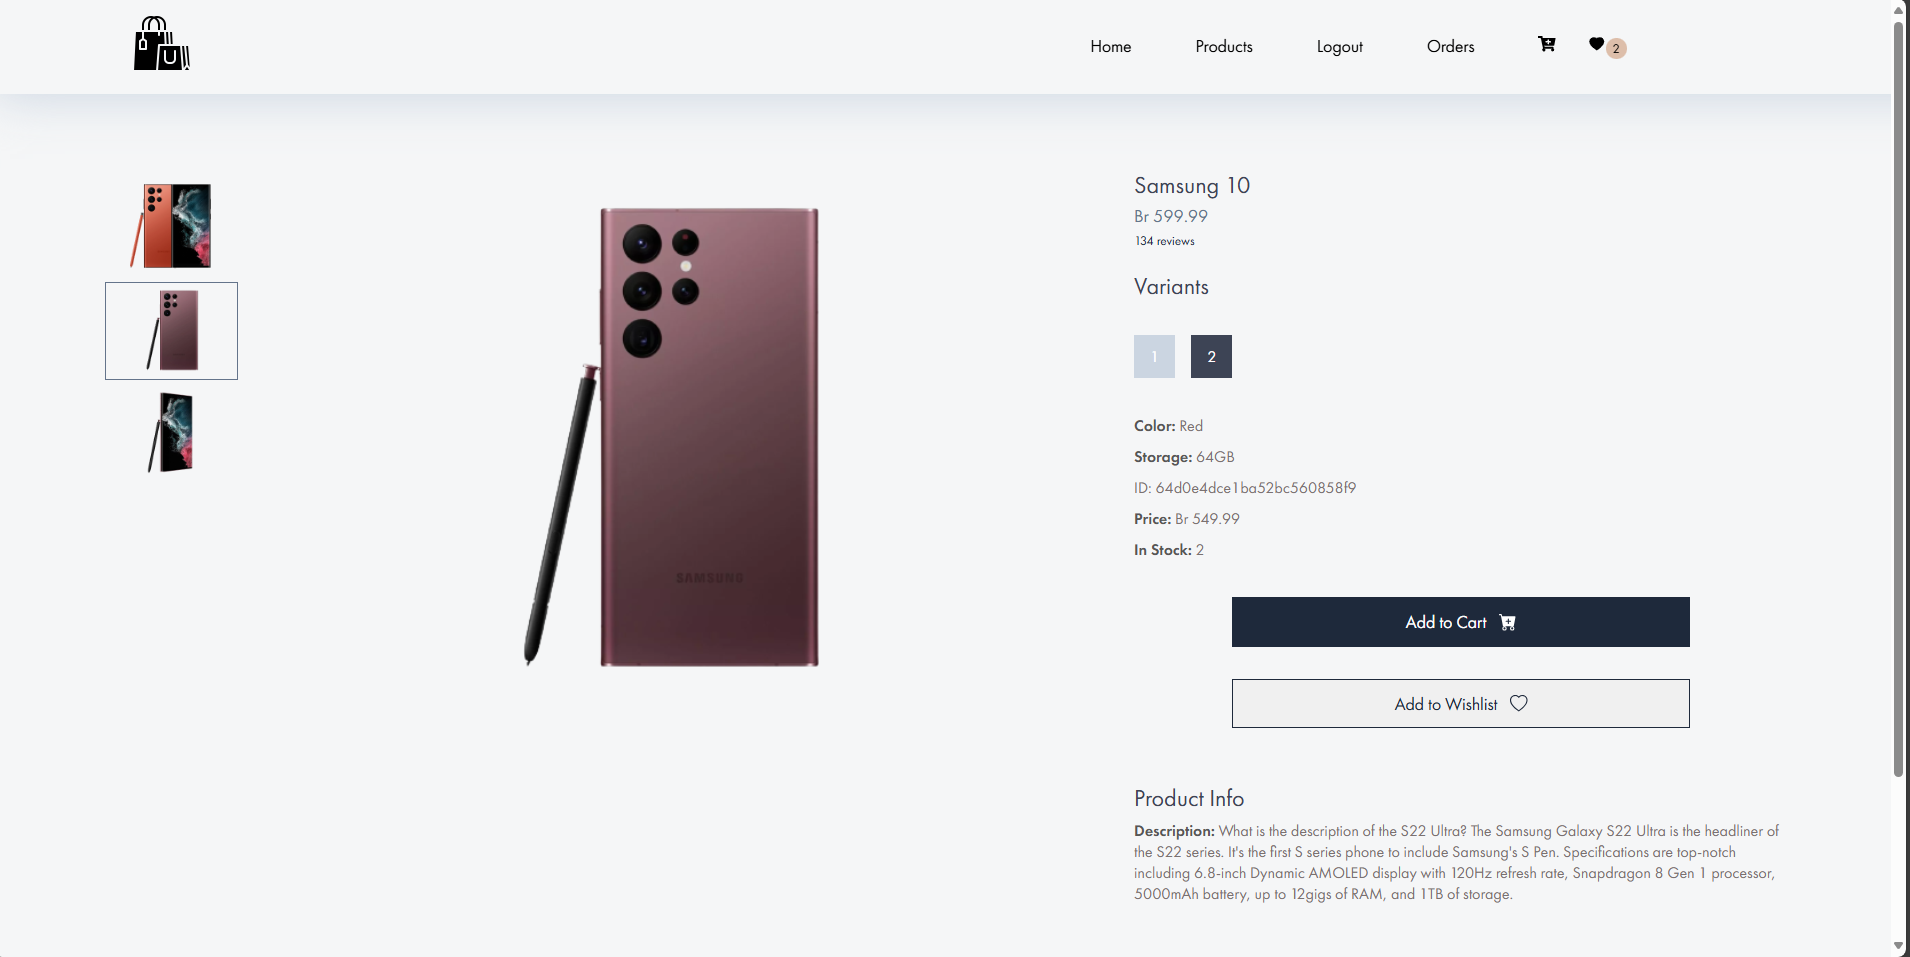 U
Home
Products
Logout
Orders
2
Samsung 10
Br 599.99
134 reviews
Variants
1
2
Color: Red
Storage: 64GB
ID: 64d0e4dce1ba52bc560858f9
Price: Br 549.99
In Stock: 2
SAMSUNG
Add to Cart
Add to Wishlist
Product Info
Description: What is the description of the S22 Ultra? The Samsung Galaxy S22 Ultra is the headliner of
the S22 series. It's the first S series phone to include Samsung's S Pen. Specifications are top-notch
including 6.8-inch Dynamic AMOLED display with 120Hz refresh rate, Snapdragon 8 Gen 1 processor,
5000mAh battery, up to 12gigs of RAM, and 1TB of storage.